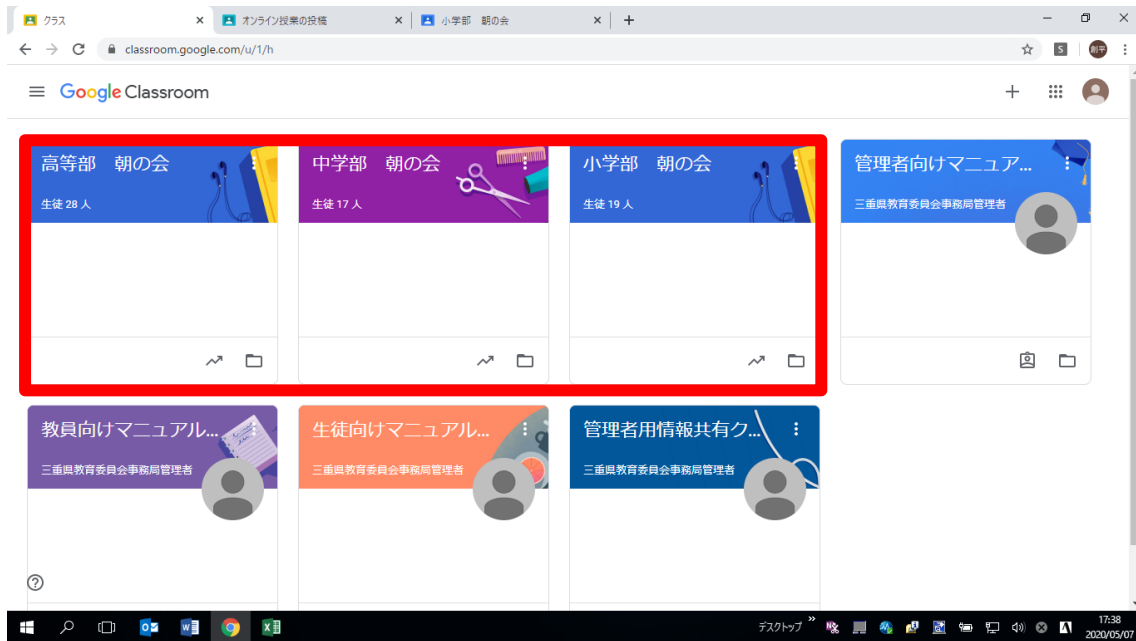 クラス
オンライン授業の投稿
小学部　朝の会
classroom.google.com/u/1/h
S
創平
Google Classroom
高等部　朝の会
生徒 28 人
中学部　朝の会
生徒 17 人
小学部　朝の会
生徒 19 人
管理者向けマニュア...
三重県教育委員会事務局管理者
教員向けマニュアル...
三重県教育委員会事務局管理者
生徒向けマニュアル...
三重県教育委員会事務局管理者
管理者用情報共有ク...
三重県教育委員会事務局管理者
デスクトップ
17:38
2020/05/07